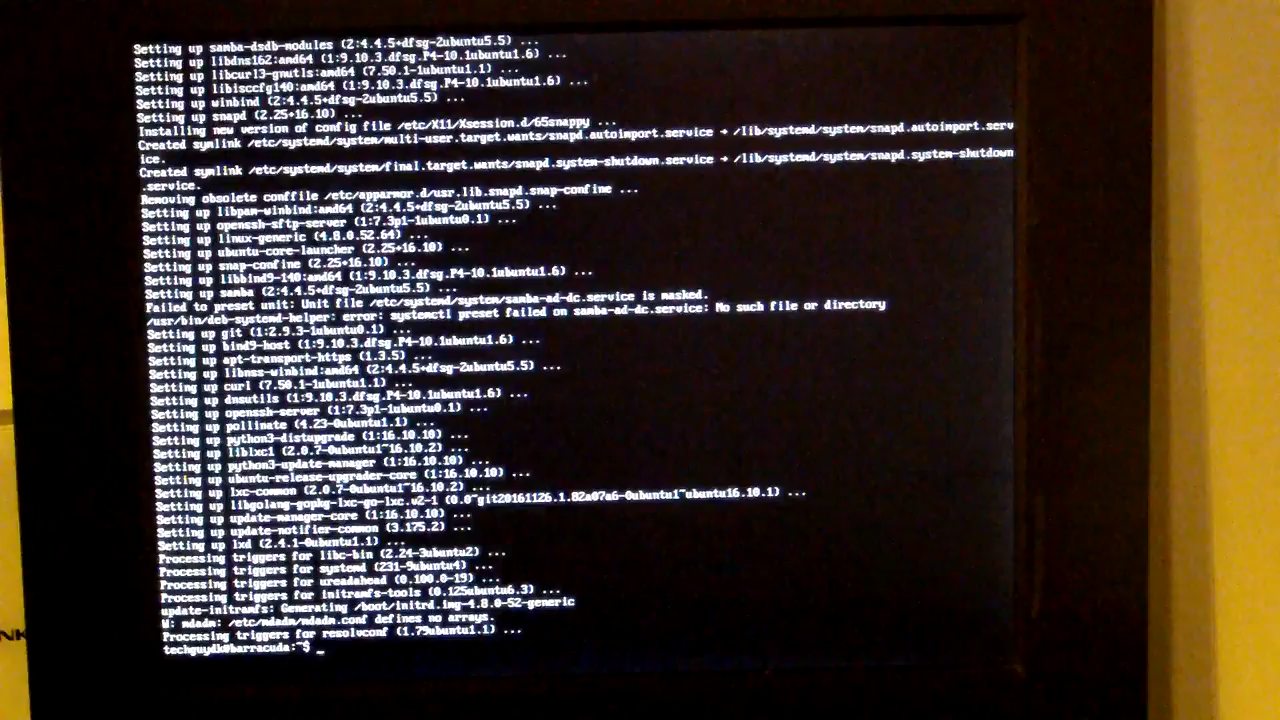 Setting up samba-dsdb-modules (2:4.4.5+dfsg-2ubuntu5.5) ...
Setting up libdns162:amd64 (1:9.10.3.dfsg.P4-10.1ubuntu1.6) ...
Setting up libcurl3-gnutls:amd64 (7.50.1-1ubuntu1.1) ...
Setting up libisccfg140:amd64 (1:9.10.3.dfsg.P4-10.1ubuntu1.6) ...
Setting up winbind (2:4.4.5+dfsg-2ubuntu5.5) ...
Setting up snapd (2.25+16.10) ...
Installing new version of config file /etc/X11/Xsession.d/65snappy ...
Created symlink /etc/systemd/system/multi-user.target.wants/snapd.autoimport.service → /lib/systemd/system/snapd.autoimport.serv
ice.
Created symlink /etc/systemd/system/final.target.wants/snapd.system-shutdown.service → /lib/systemd/system/snapd.system-shutdown
.service.
Removing obsolete conffile /etc/apparmor.d/usr.lib.snapd.snap-confine ...
Setting up libpam-winbind:amd64 (2:4.4.5+dfsg-2ubuntu5.5) ...
Setting up openssh-sftp-server (1:7.3p1-1ubuntu0.1) ...
Setting up linux-generic (4.8.0.52.64) ...
Setting up ubuntu-core-launcher (2.25+16.10) ...
Setting up snap-confine (2.25+16.10) ...
Setting up libbind9-140:amd64 (1:9.10.3.dfsg.P4-10.1ubuntu1.6) ...
Setting up samba (2:4.4.5+dfsg-2ubuntu5.5) ...
Failed to preset unit: Unit file /etc/systemd/system/samba-ad-dc.service is masked.
/usr/bin/deb-systemd-helper: error: systemctl preset failed on samba-ad-dc.service: No such file or directory
Setting up git (1:2.9.3-1ubuntu0.1) ...
Setting up bind9-host (1:9.10.3.dfsg.P4-10.1ubuntu1.6) ...
Setting up apt-transport-https (1.3.5) ...
Setting up libnss-winbind:amd64 (2:4.4.5+dfsg-2ubuntu5.5) ...
Setting up curl (7.50.1-1ubuntu1.1) ...
Setting up dnsutils (1:9.10.3.dfsg.P4-10.1ubuntu1.6) ...
Setting up openssh-server (1:7.3p1-1ubuntu0.1) ...
Setting up pollinate (4.23-0ubuntu1.1) ...
Setting up python3-distupgrade (1:16.10.10) ...
Setting up liblxc1 (2.0.7-0ubuntu1~16.10.2) ...
Setting up python3-update-manager (1:16.10.10) ...
Setting up ubuntu-release-upgrader-core (1:16.10.10) ...
Setting up lxc-common (2.0.7-0ubuntu1~16.10.2) ...
Setting up libgolang-gopkg-lxc-go-lxc.v2-1 (0.0~git20161126.1.82a07a6-0ubuntu1~ubuntu16.10.1) ...
Setting up update-manager-core (1:16.10.10) ...
Setting up update-notifier-common (3.175.2) ...
Setting up lxd (2.4.1-0ubuntu1.1) ...
Processing triggers for libc-bin (2.24-3ubuntu2) ...
Processing triggers for systemd (231-9ubuntu4) ...
Processing triggers for ureadahead (0.100.0-19) ...
Processing triggers for initramfs-tools (0.125ubuntu6.3) ...
update-initramfs: Generating /boot/initrd.img-4.8.0-52-generic
W: mdadm: /etc/mdadm/mdadm.conf defines no arrays.
Processing triggers for resolvconf (1.79ubuntu1.1) ...
techguydk@barracuda:~$ _